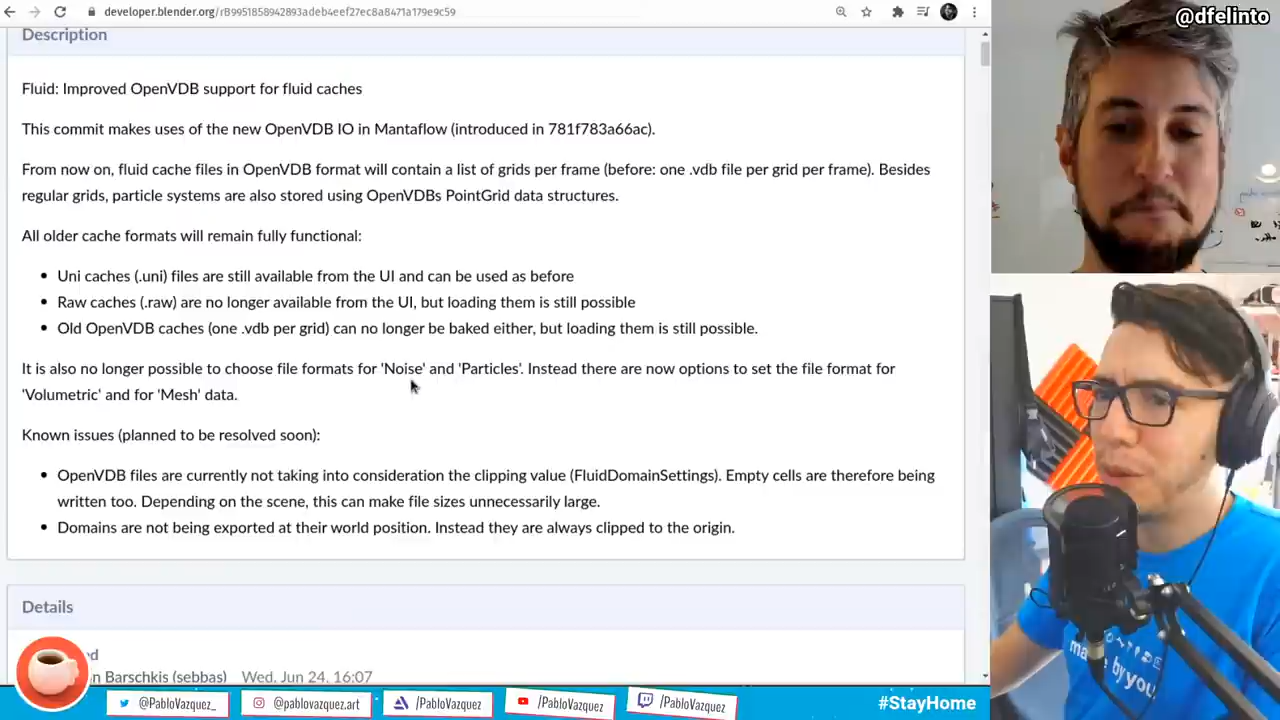 developer.blender.org/rB9951858942893adeb4eef27ec8a8471a179e9c59
@dfelinto
Description
Fluid: Improved OpenVDB support for fluid caches
This commit makes uses of the new OpenVDB IO in Mantaflow (introduced in 781f783a66ac).
From now on, fluid cache files in OpenVDB format will contain a list of grids per frame (before: one .vdb file per grid per frame). Besides
regular grids, particle systems are also stored using OpenVDBs PointGrid data structures.
All older cache formats will remain fully functional:
• Uni caches (.uni) files are still available from the UI and can be used as before
• Raw caches (.raw) are no longer available from the UI, but loading them is still possible
• Old OpenVDB caches (one .vdb per grid) can no longer be baked either, but loading them is still possible.
It is also no longer possible to choose file formats for 'Noise' and 'Particles'. Instead there are now options to set the file format for
'Volumetric' and for 'Mesh' data.
Known issues (planned to be resolved soon):
• OpenVDB files are currently not taking into consideration the clipping value (FluidDomainSettings). Empty cells are therefore being
written too. Depending on the scene, this can make file sizes unnecessarily large.
• Domains are not being exported at their world position. Instead they are always clipped to the origin.
Details
n Barschkis (sebbas) Wed, Jun 24, 16:07
made by you
@PabloVazquez_
@pablovazquez.art
/PabloVazquez
/PabloVazquez
/PabloVazquez
#StayHome